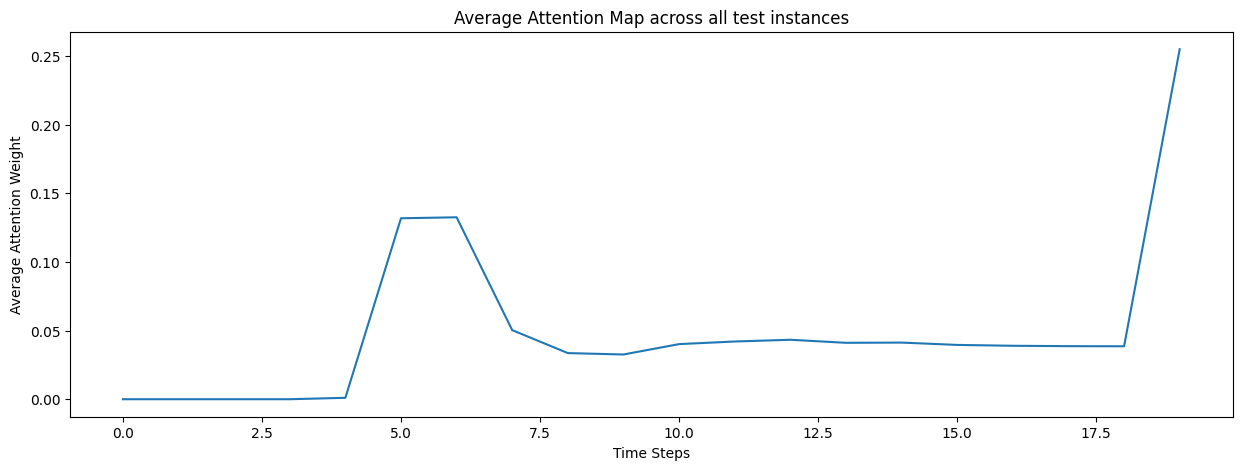 Average Attention Map across all test instances
Average Attention Weight
0.25
0.20
0.15
0.10
0.05
0.00
0.0 2.5 5.0 7.5 10.0 12.5 15.0 17.5
Time Steps